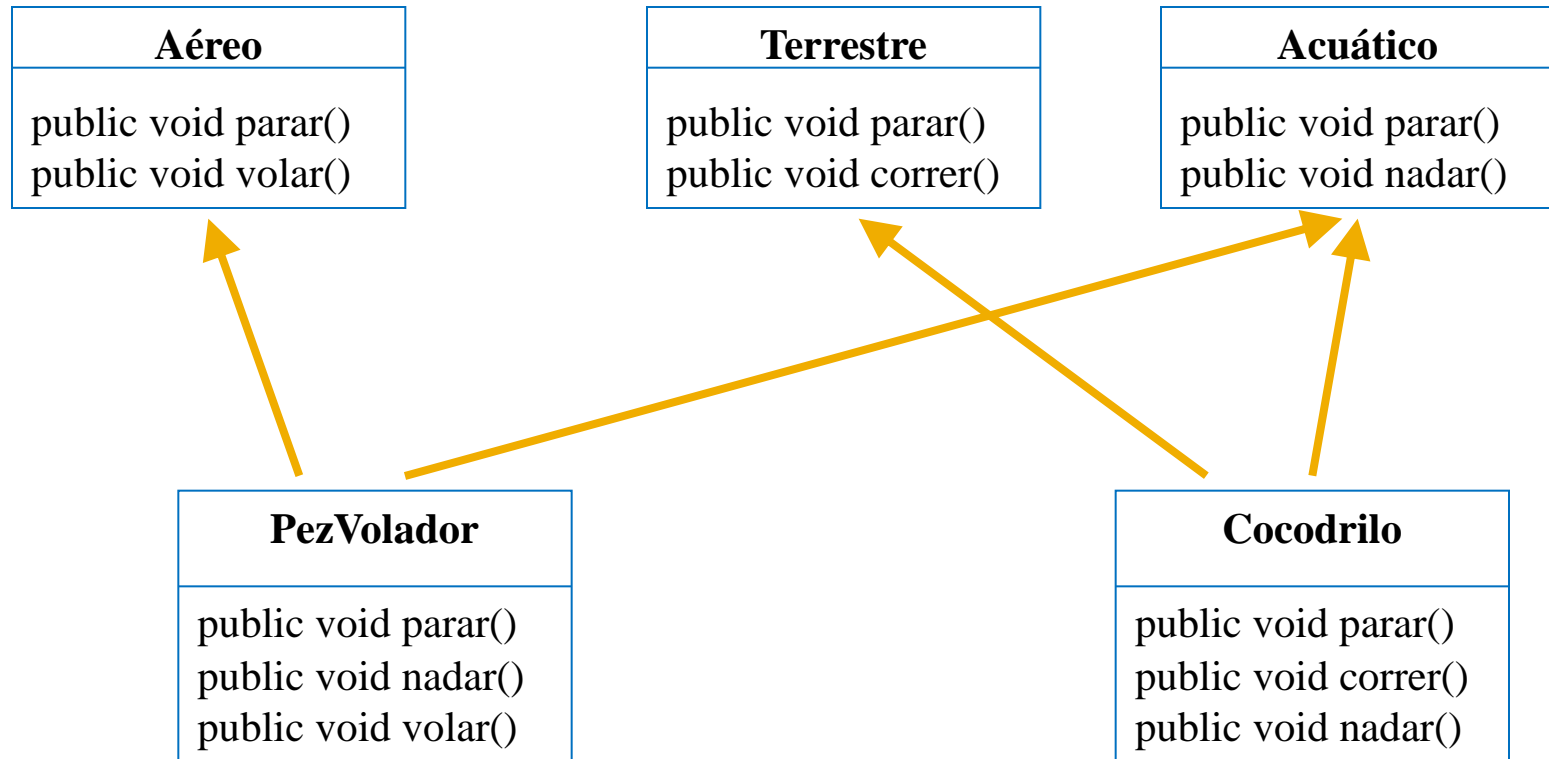 Aéreo
public void parar()
public void volar()
Terrestre
public void parar()
public void correr()
Acuático
public void parar()
public void nadar()
PezVolador
public void parar()
public void nadar()
public void volar()
Cocodrilo
public void parar()
public void correr()
public void nadar()